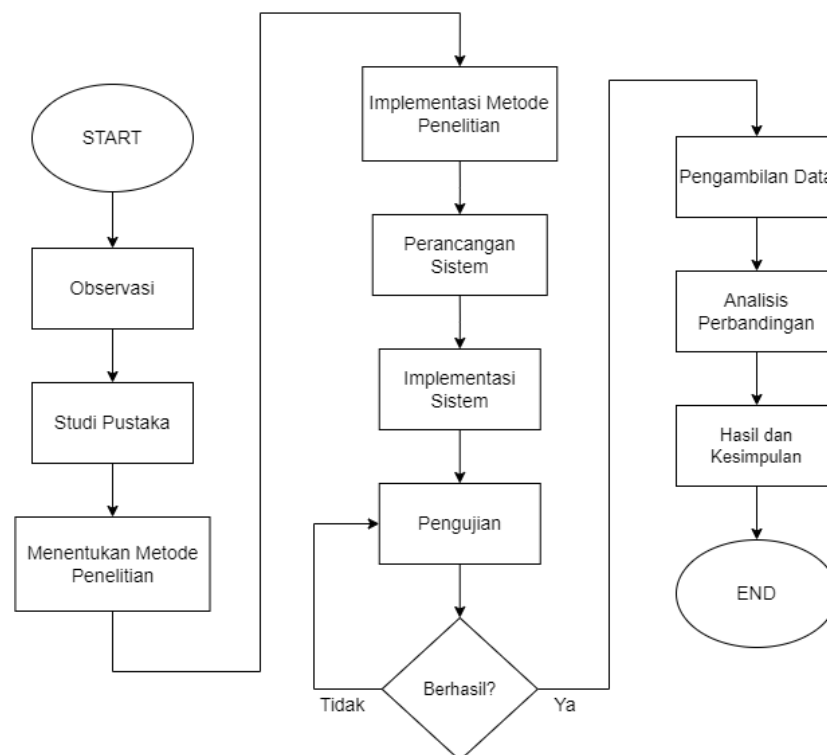 START
Observasi
Studi Pustaka
Menentukan Metode
Penelitian
Implementasi Metode
Penelitian
Perancangan
Sistem
Implementasi
Sistem
Pengujian
Berhasil?
Tidak
Ya
Pengambilan Data
Analisis
Perbandingan
Hasil dan
Kesimpulan
END